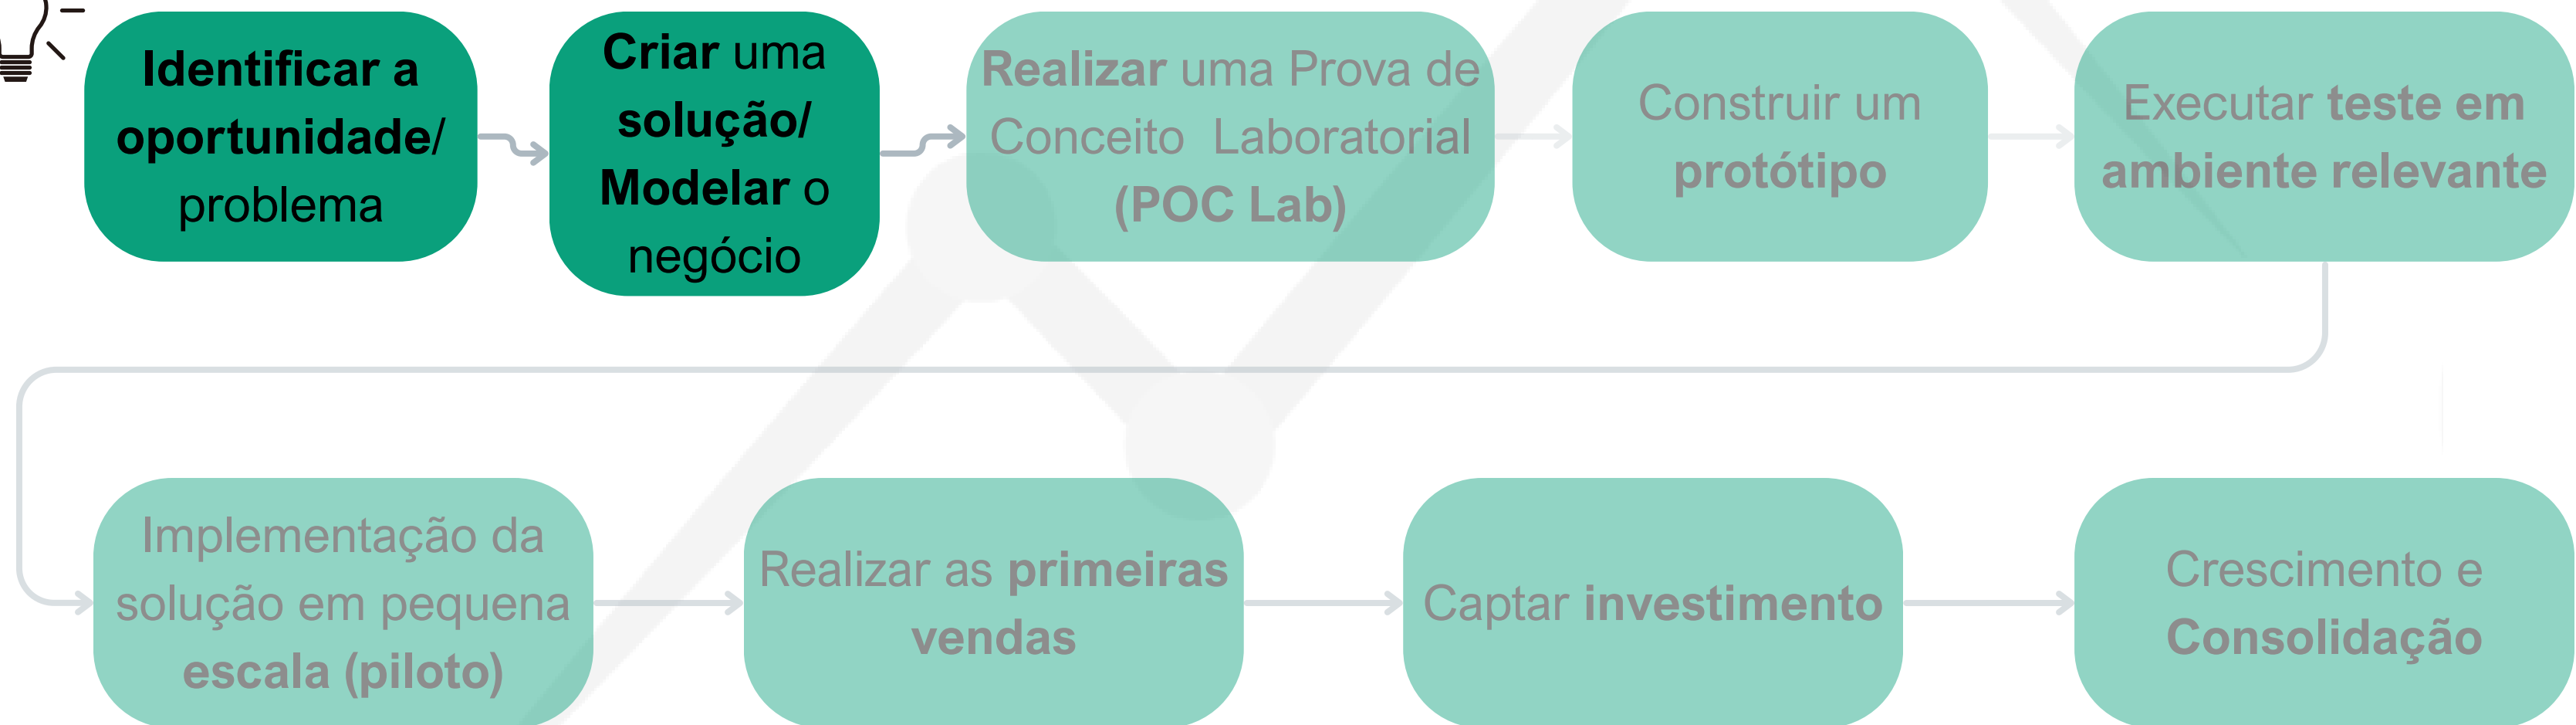 Identificar a
oportunidade/
problema
Criar uma
solução/
Modelar o
negócio
Realizar uma Prova de
Conceito Laboratorial
(POC Lab)
Construir um
protótipo
Executar teste em
ambiente relevante
Implementação da
solução em pequena
escala (piloto)
Realizar as primeiras
vendas
Captar investimento
Crescimento e
Consolidação